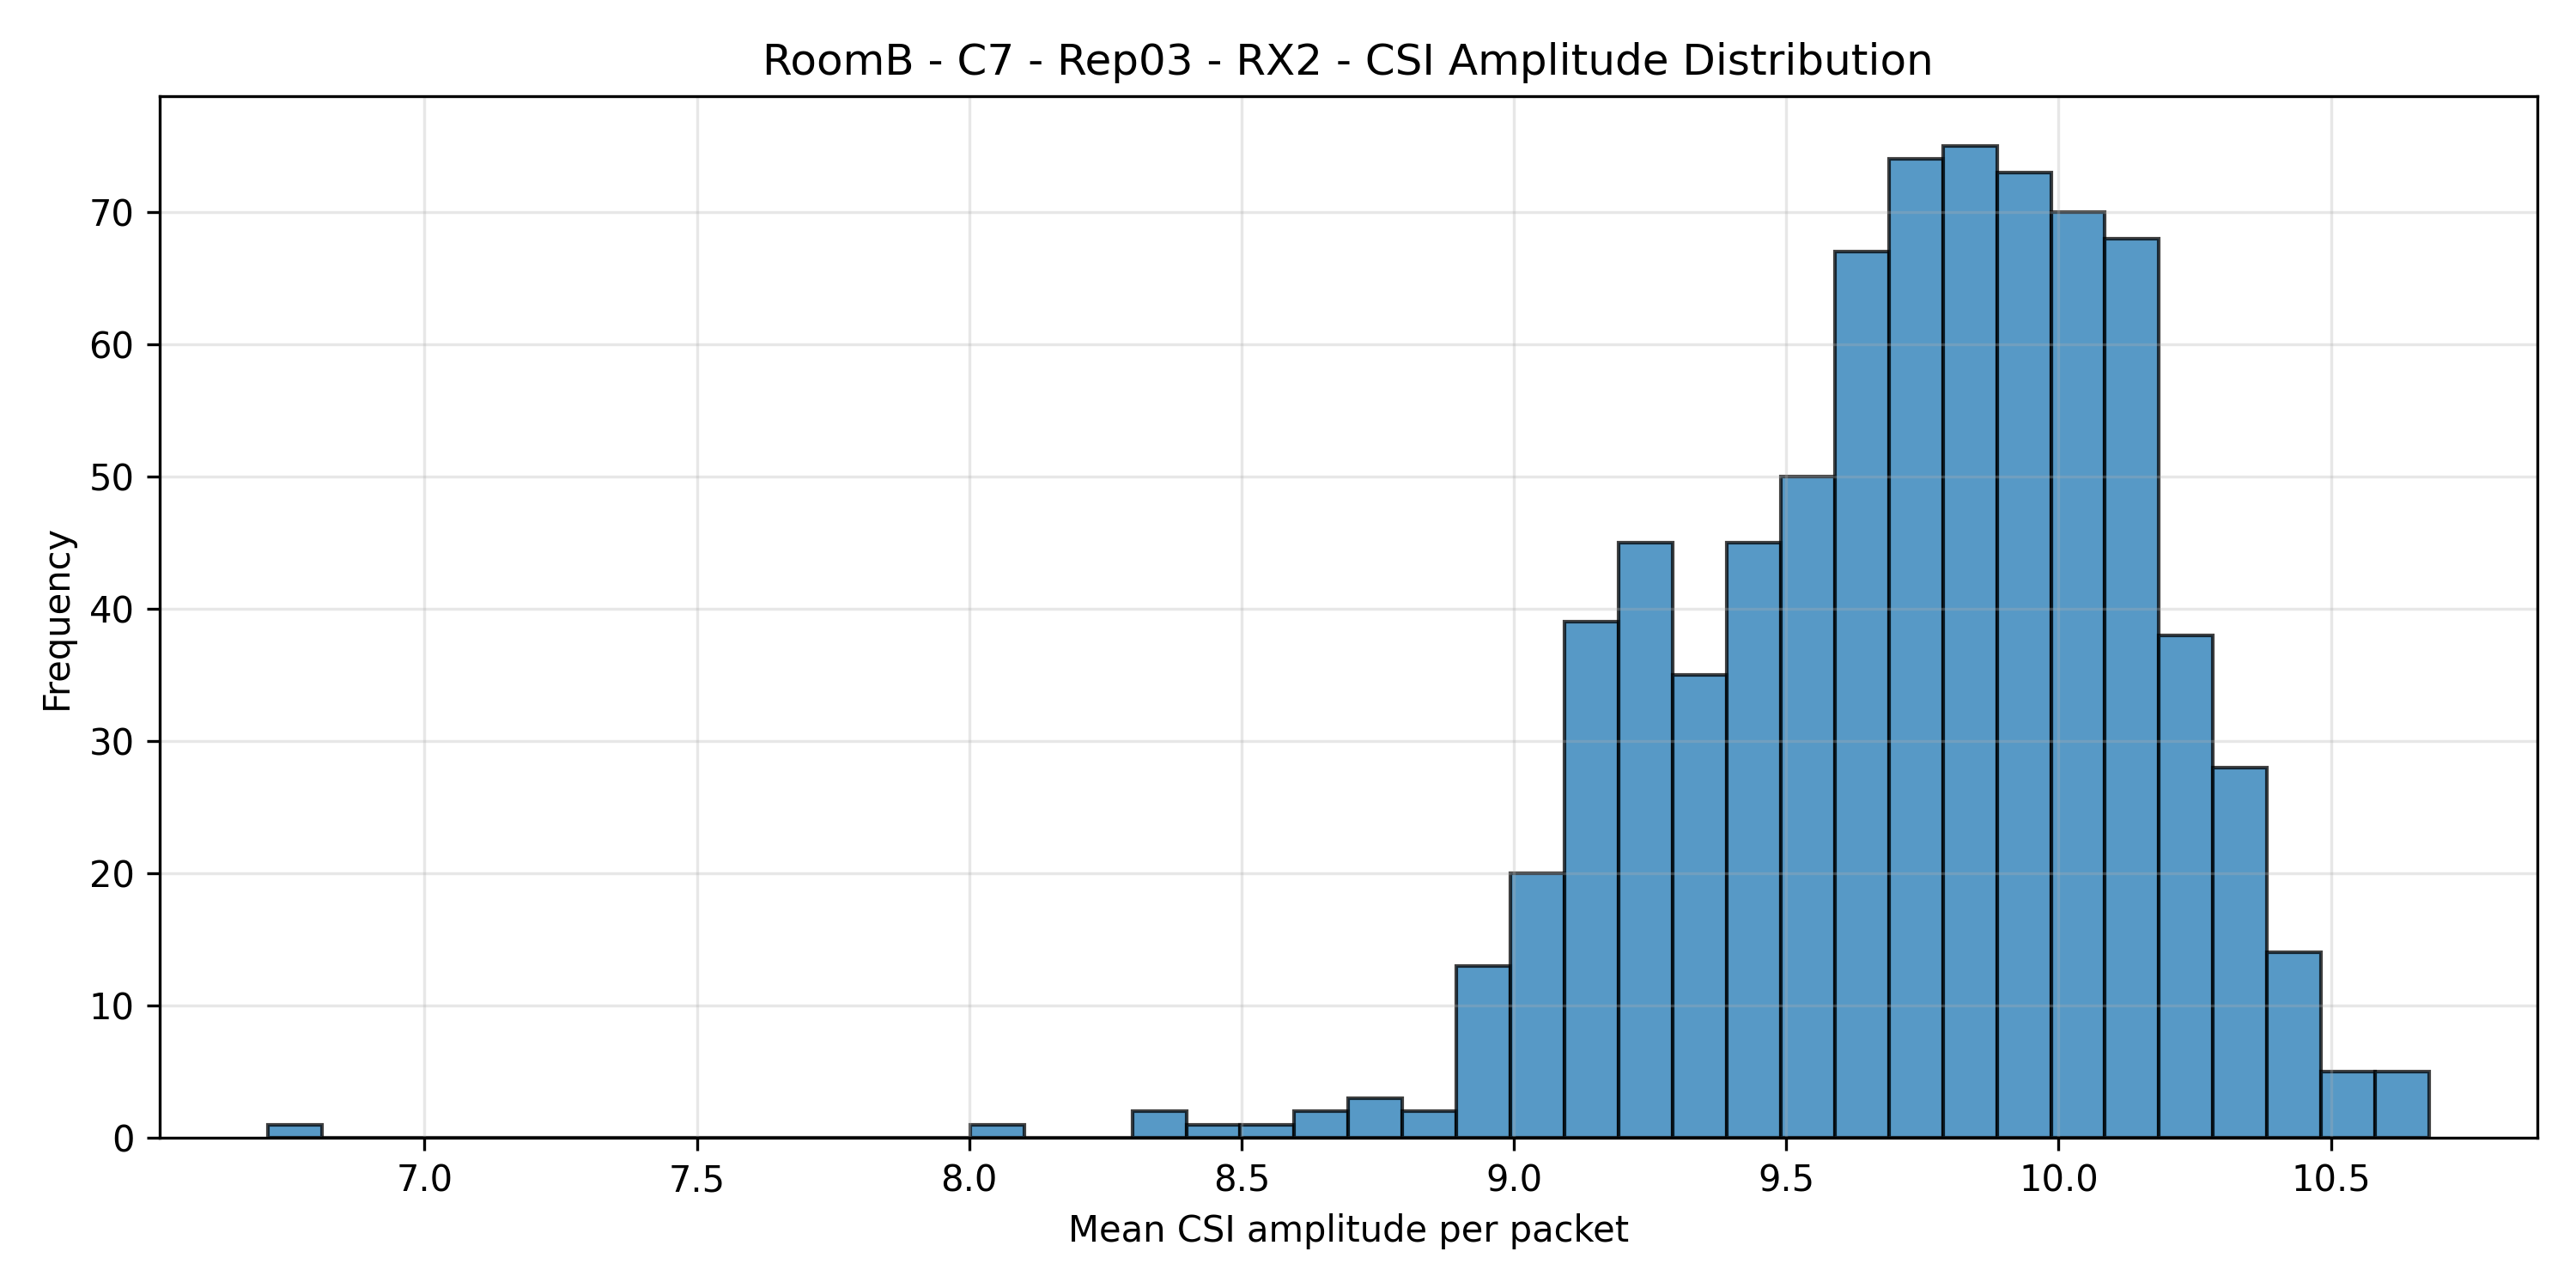 RoomB - C7 - Rep03 - RX2 - CSI Amplitude Distribution
Frequency
70
60
50
40
30
20
10
0
7.0 7.5 8.0 8.5 9.0 9.5 10.0 10.5
Mean CSI amplitude per packet